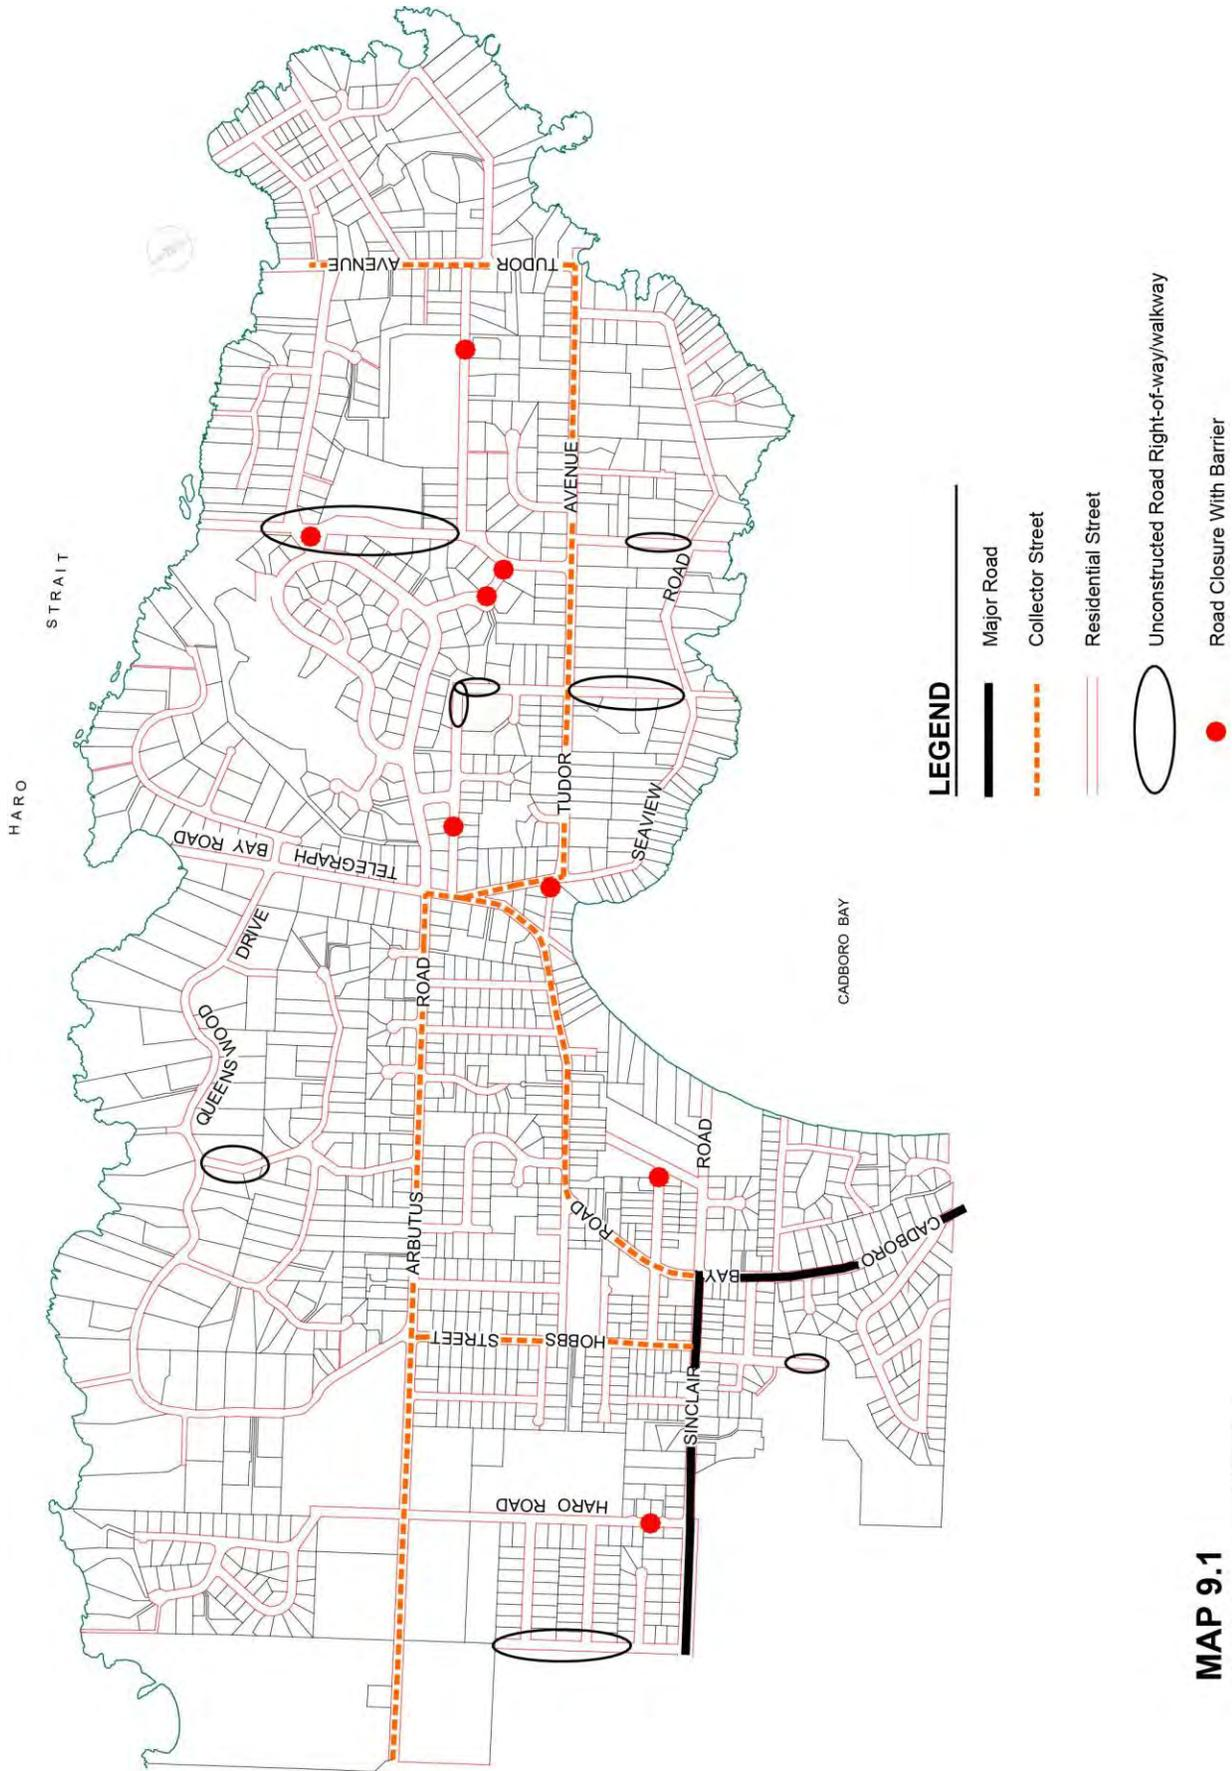 HARO
STRAIT
TUDOR
AVENUE
TUDOR
AVENUE
TELEGRAPH
BAY ROAD
SEAVIEW
ROAD
QUEENSWOOD
DRIVE
ARBUTUS
ROAD
CADBORO BAY
CADBORO
BAY
ROAD
HOBBS
STREET
SINCLAIR
ROAD
HARO ROAD
LEGEND
Major Road
Collector Street
Residential Street
Unconstructed Road Right-of-way/walkway
Road Closure With Barrier
MAP 9.1